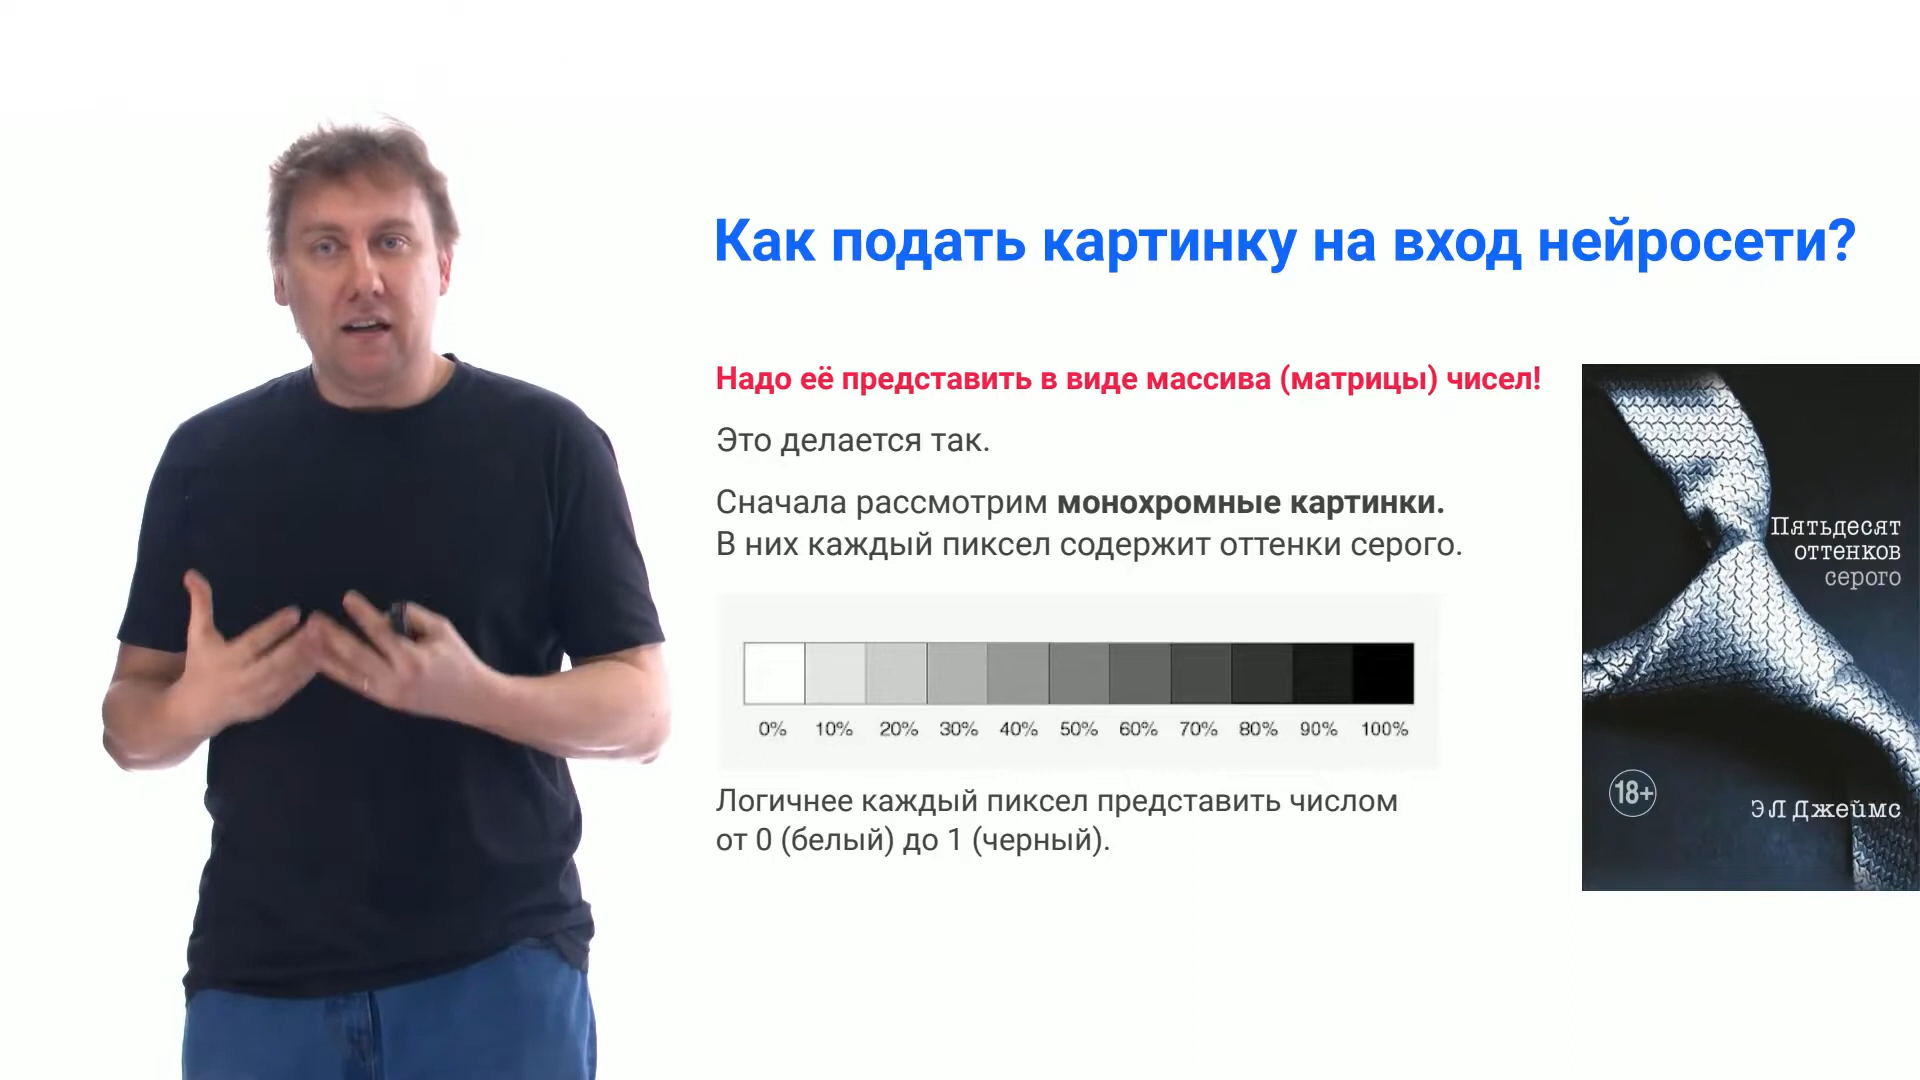 Как подать картинку на вход нейросети?
Надо её представить в виде массива (матрицы) чисел!
Это делается так.
Сначала рассмотрим монохромные картинки.
В них каждый пиксел содержит оттенки серого.
0% 10% 20% 30% 40% 50% 60% 70% 80% 90% 100%
Логичнее каждый пиксел представить числом
от 0 (белый) до 1 (черный).
Пятьдесят
оттенков
серого
18+
Э Л Джеймс